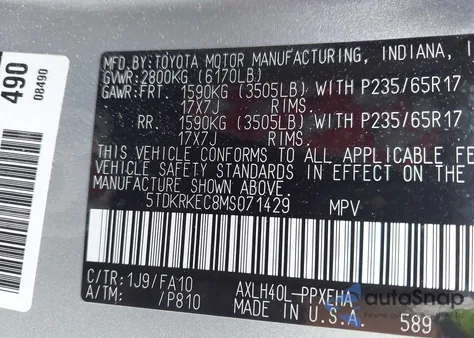 490
08490
MFD.BY:TOYOTA MOTOR MANUFACTURING, INDIANA, I
GVWR: 2800KG (6170LB)
GAWR:FRT. 1590KG (3505LB) WITH P235/65R17
17X7J RIMS.
RR. 1590KG (3505LB) WITH P235/65R17
17X7J RIMS.
THIS VEHICLE CONFORMS TO ALL APPLICABLE FE
VEHICLE SAFETY STANDARDS IN EFFECT ON THE
MANUFACTURE SHOWN ABOVE.
5TDKRKEC8MS071429 MPV
C/TR:1J9/FA10 AXLH40L-PPXEHA
A/TM: /P810 MADE IN U.S.A. 589
autoSnap